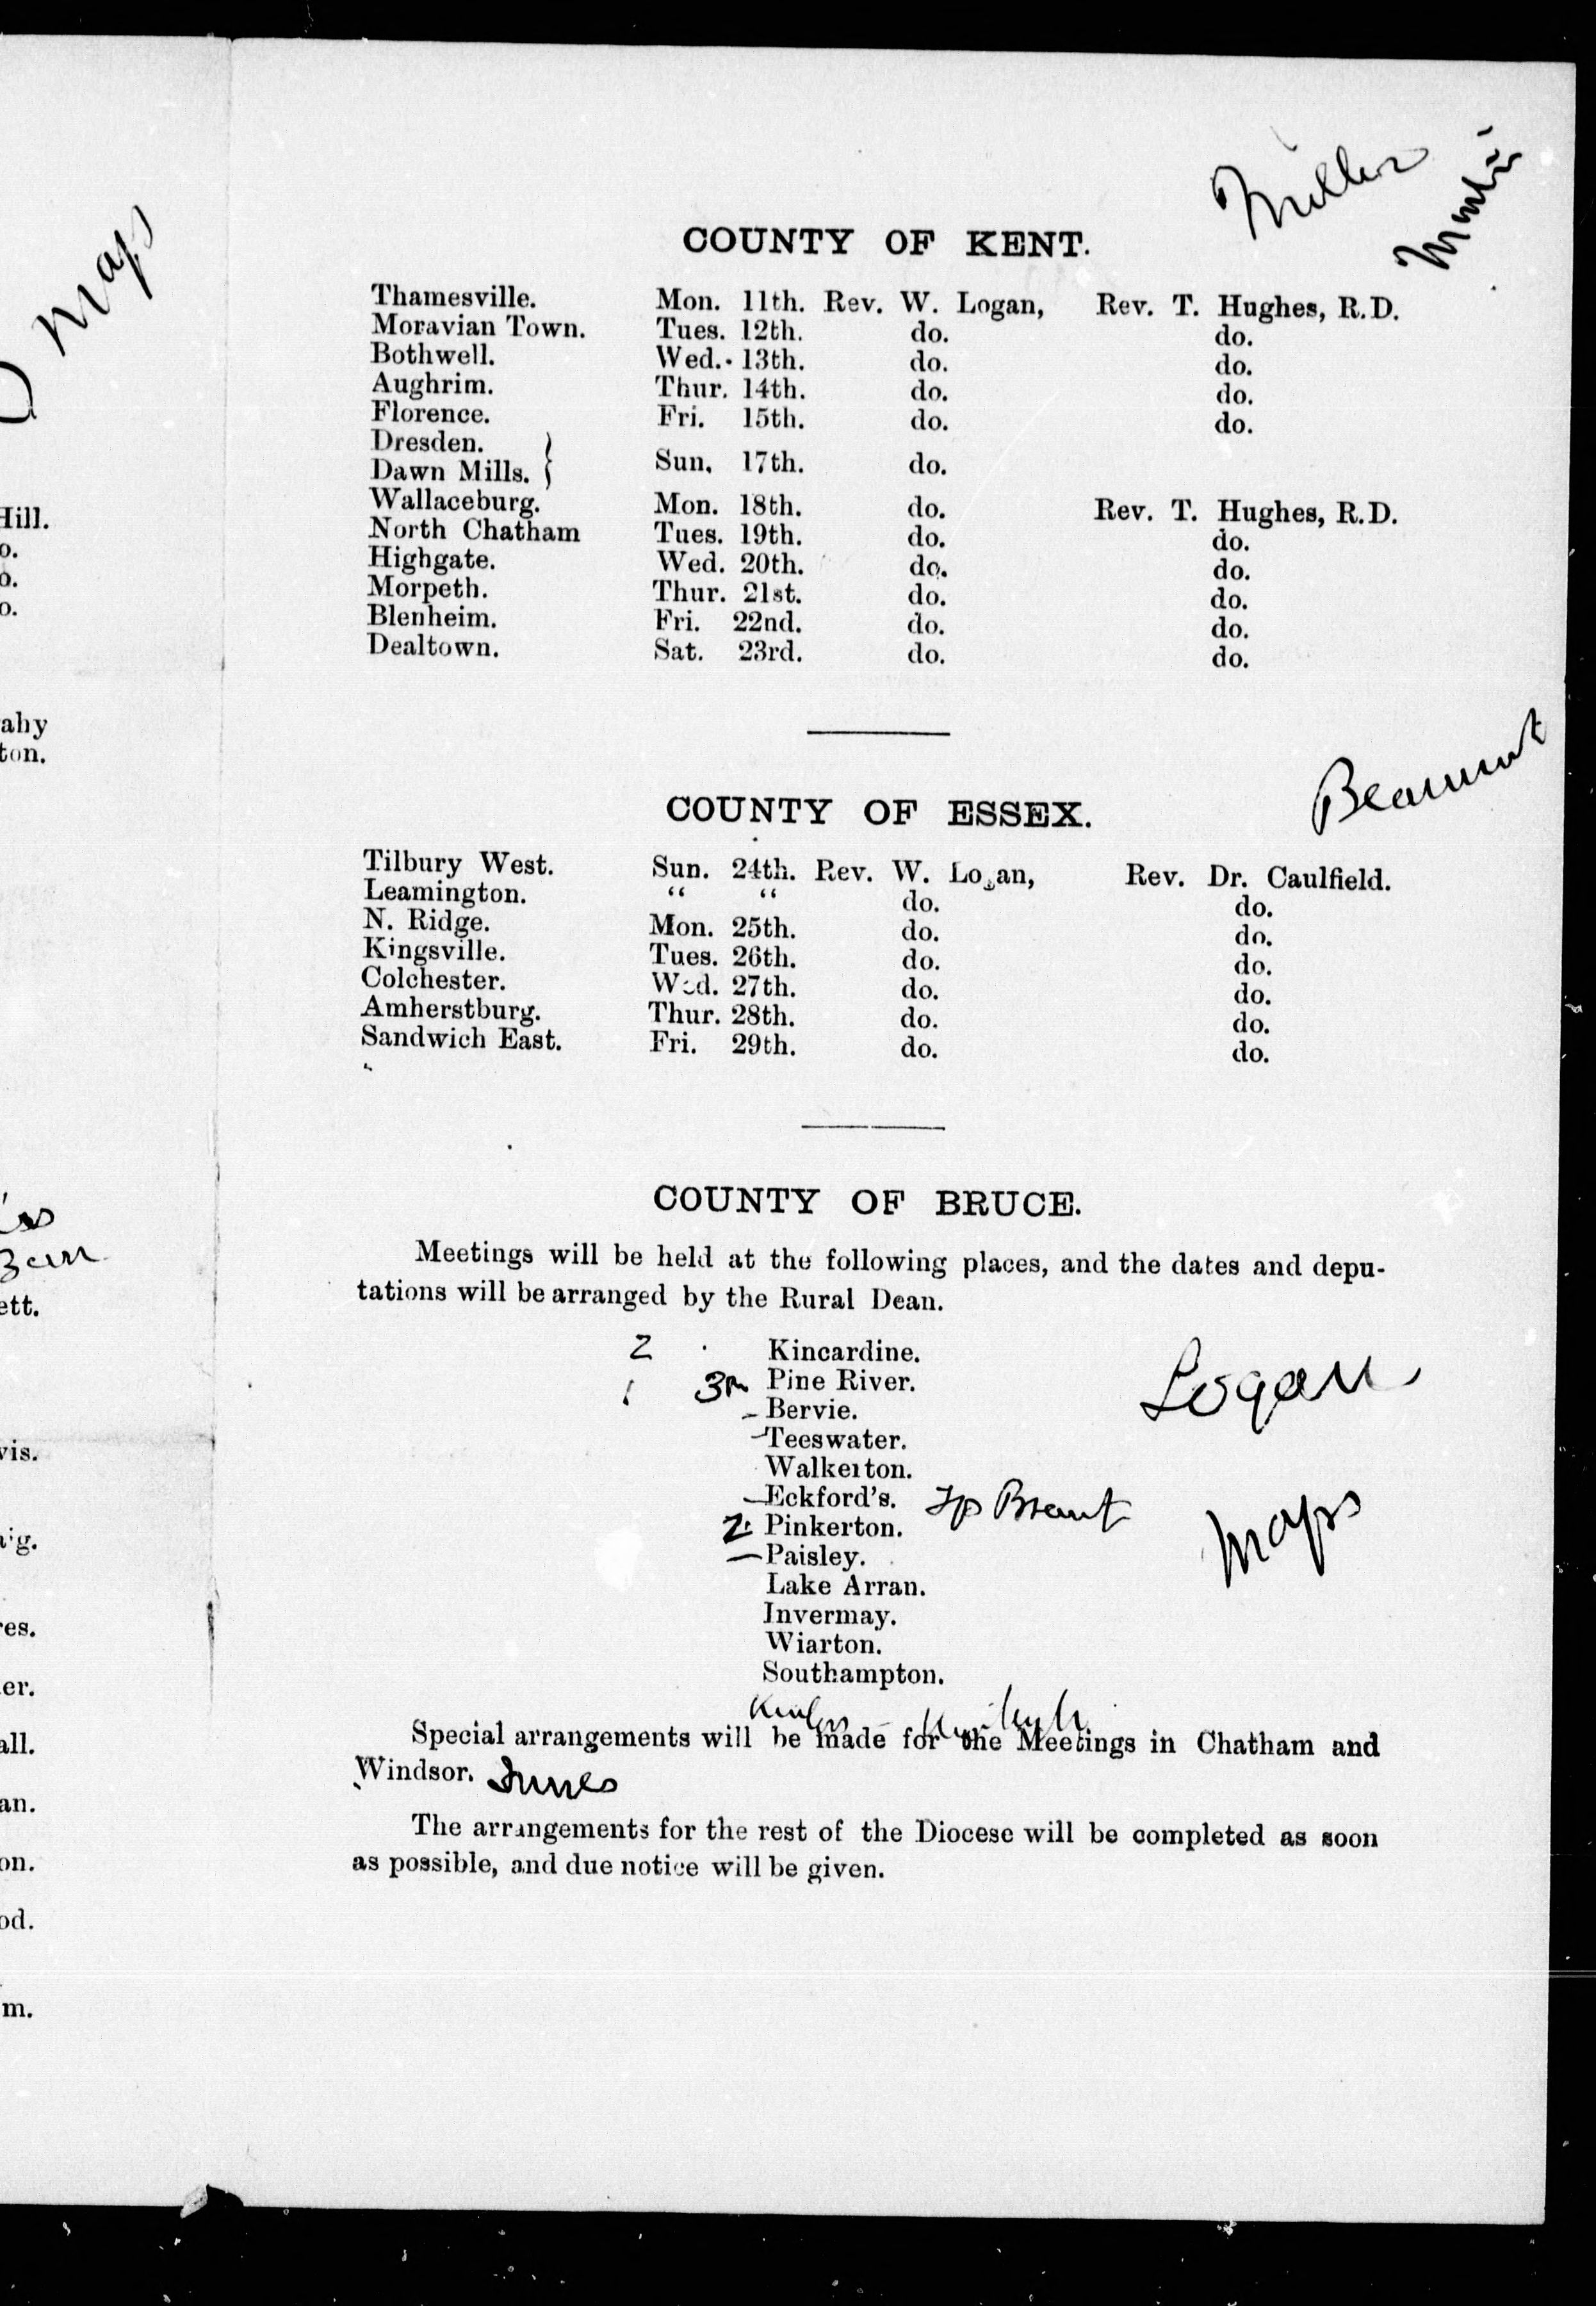 Maps
Hill.
ton.
Miller
COUNTY OF KENT.
Thamesville. Mon. 11th. Rev. W. Logan, Rev. T. Hughes, R.D.
Moravian Town. Tues. 12th. do. do.
Bothwell. Wed. 13th. do. do.
Aughrim. Thur. 14th. do. do.
Florence. Fri. 15th. do. do.
Dresden.
Dawn Mills. } Sun. 17th. do.
Wallaceburg. Mon. 18th. do. Rev. T. Hughes, R.D.
North Chatham Tues. 19th. do. do.
Highgate. Wed. 20th. do. do.
Morpeth. Thur. 21st. do. do.
Blenheim. Fri. 22nd. do. do.
Dealtown. Sat. 23rd. do. do.
Beaumont
COUNTY OF ESSEX.
Tilbury West. Sun. 24th. Rev. W. Logan, Rev. Dr. Caulfield.
Leamington. “ “ do. do.
N. Ridge. Mon. 25th. do. do.
Kingsville. Tues. 26th. do. do.
Colchester. Wed. 27th. do. do.
Amherstburg. Thur. 28th. do. do.
Sandwich East. Fri. 29th. do. do.
COUNTY OF BRUCE.
Meetings will be held at the following places, and the dates and depu-
tations will be arranged by the Rural Dean.
2 Kincardine.
1 Pine River.
Logan
Bervie.
Teeswater.
Walkerton.
Eckford's. Tp Brant
2 Pinkerton.
Maps
Paisley.
Lake Arran.
Invermay.
Wiarton.
Southampton.
Special arrangements will be made for the Meetings in Chatham and
Windsor. Innes
The arrangements for the rest of the Diocese will be completed as soon
as possible, and due notice will be given.